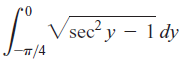 ∫_{-π/4}^{0} √(sec² y − 1) dy